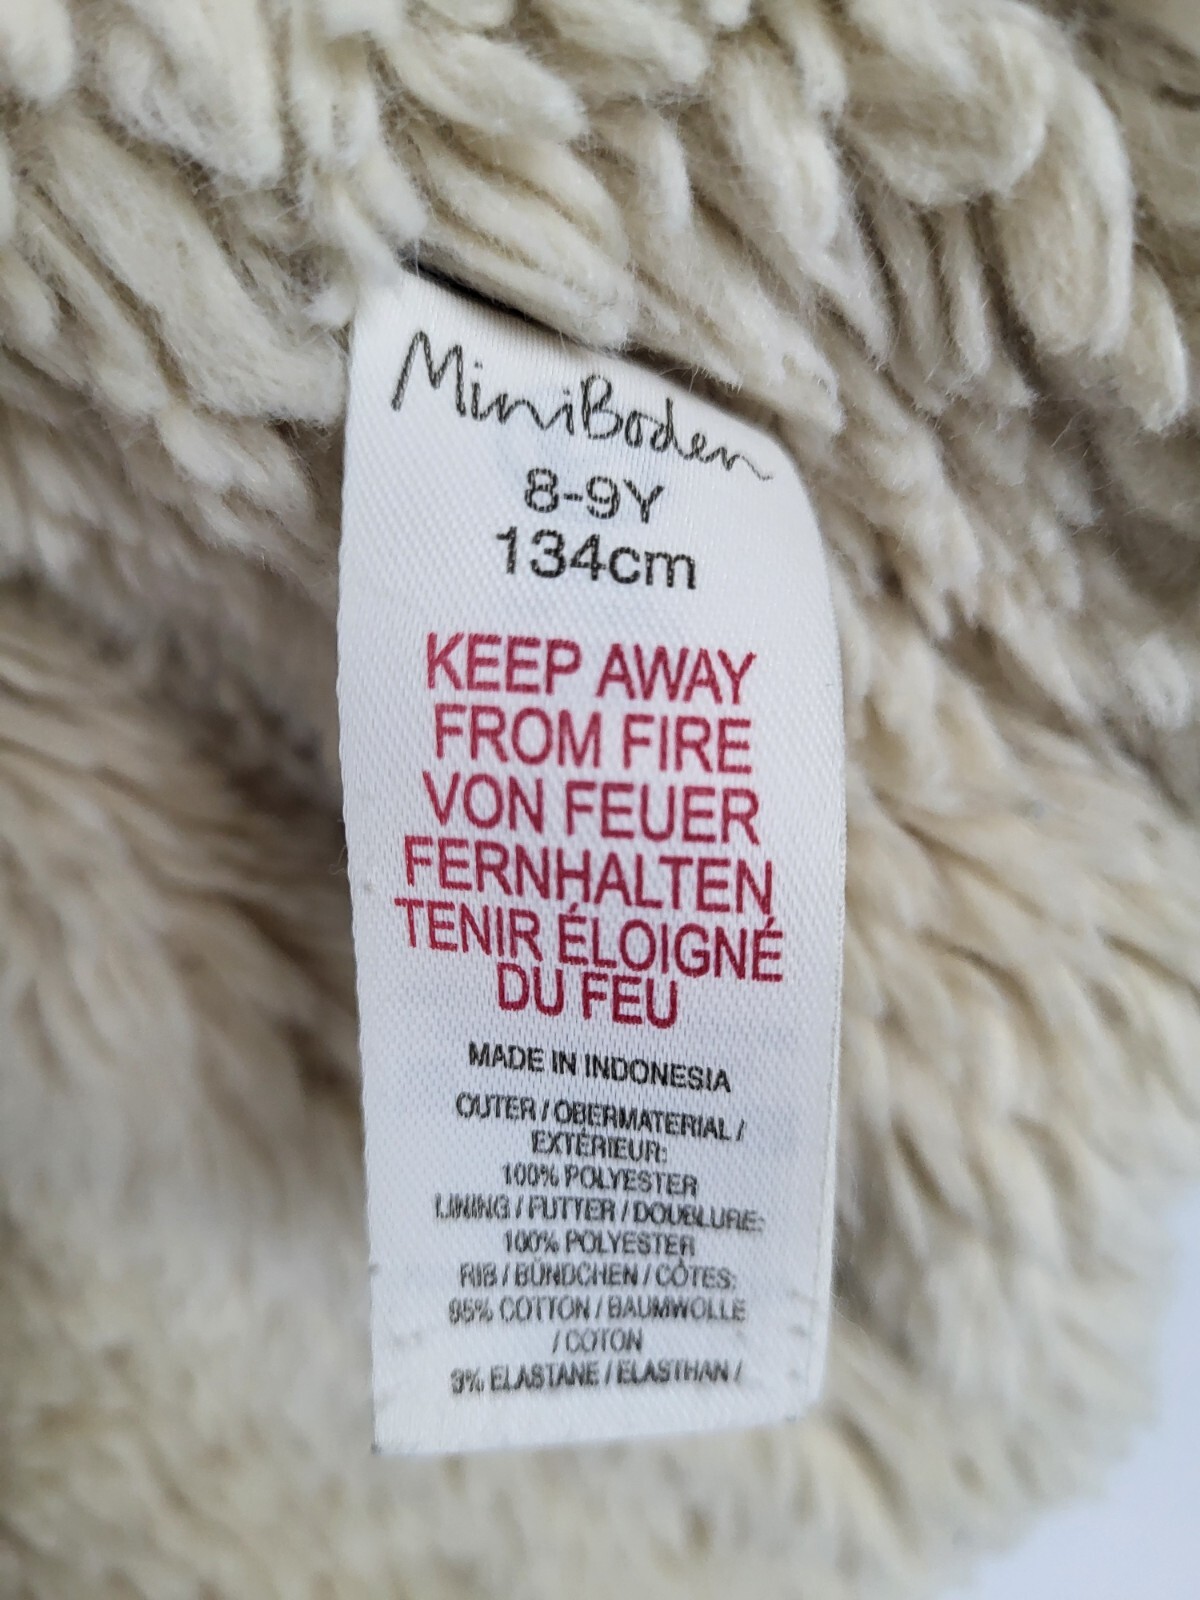 MiniBoden
8-9Y
134cm
KEEP AWAY
FROM FIRE
VON FEUER
FERNHALTEN
TENIR ÉLOIGNÉ
DU FEU
MADE IN INDONESIA
OUTER / OBERMATERIAL /
EXTÉRIEUR:
100% POLYESTER
LINING / FUTTER / DOUBLURE:
100% POLYESTER
RIB / BÜNDCHEN / CÔTES:
COTTON / BAUMWOLLE
/ COTON
ELASTANE / ELASTHAN /